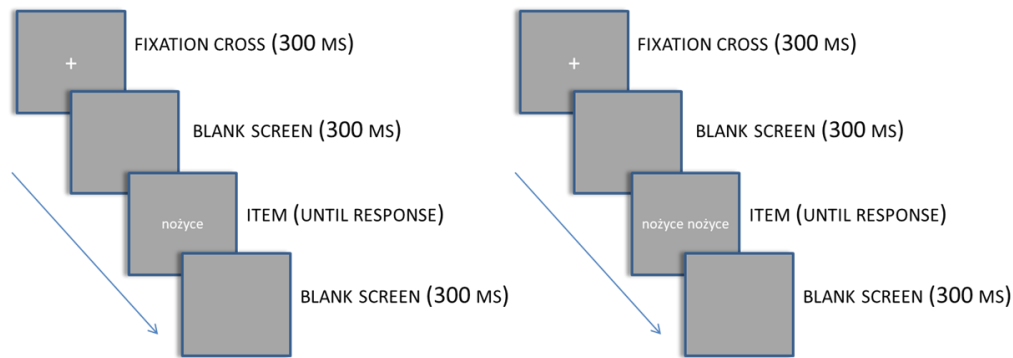 +
FIXATION CROSS (300 MS)
BLANK SCREEN (300 MS)
nożyce
ITEM (UNTIL RESPONSE)
BLANK SCREEN (300 MS)
+
FIXATION CROSS (300 MS)
BLANK SCREEN (300 MS)
nożyce nożyce
ITEM (UNTIL RESPONSE)
BLANK SCREEN (300 MS)